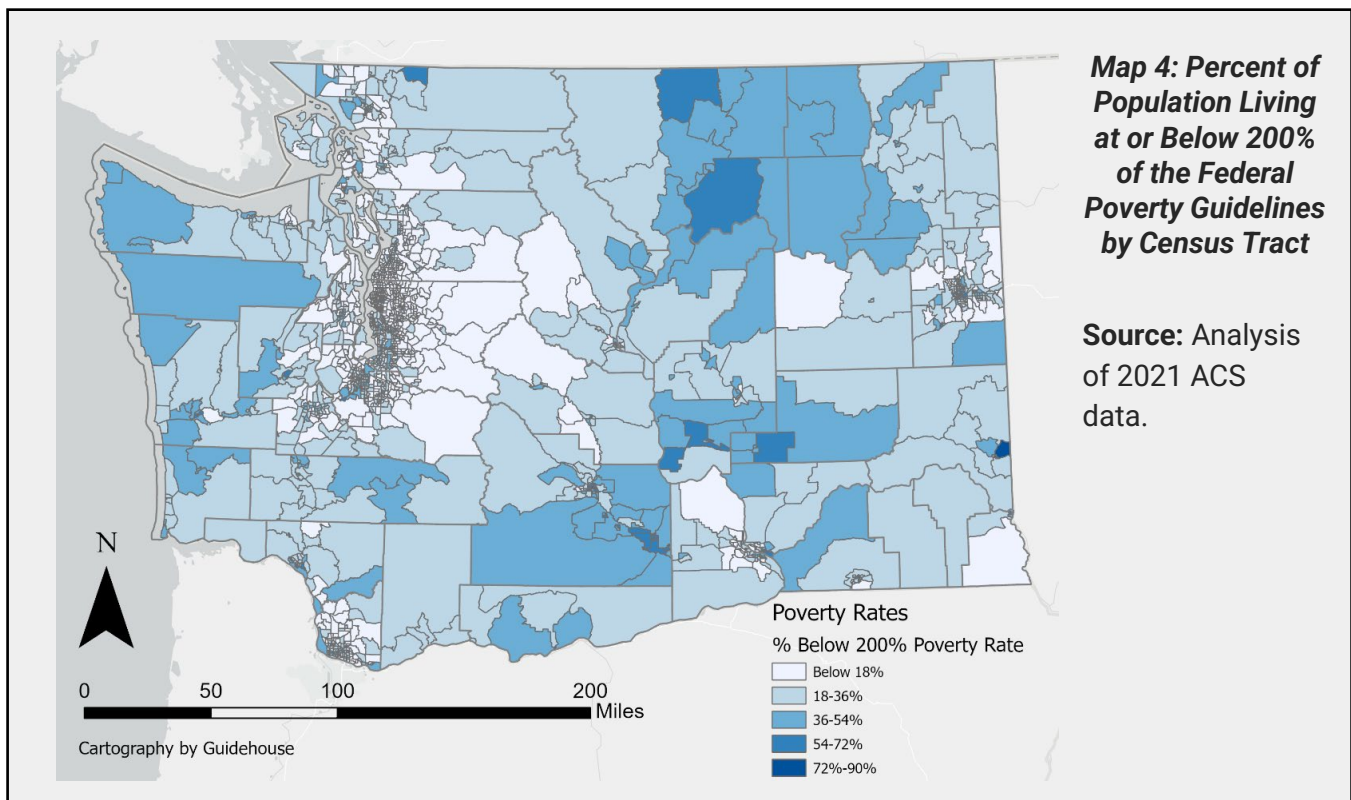 Map 4: Percent of
Population Living
at or Below 200%
of the Federal
Poverty Guidelines
by Census Tract
Source: Analysis
of 2021 ACS
data.
N
0 50 100 200
Miles
Cartography by Guidehouse
Poverty Rates
% Below 200% Poverty Rate
Below 18%
18-36%
36-54%
54-72%
72%-90%